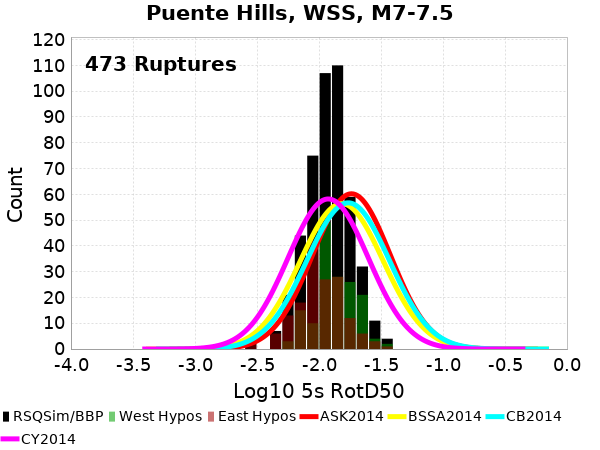 Puente Hills, WSS, M7-7.5
473 Ruptures
Count
120
110
100
90
80
70
60
50
40
30
20
10
0
-4.0 -3.5 -3.0 -2.5 -2.0 -1.5 -1.0 -0.5 0.0
Log10 5s RotD50
RSQSim/BBP West Hypos East Hypos ASK2014 BSSA2014 CB2014
CY2014